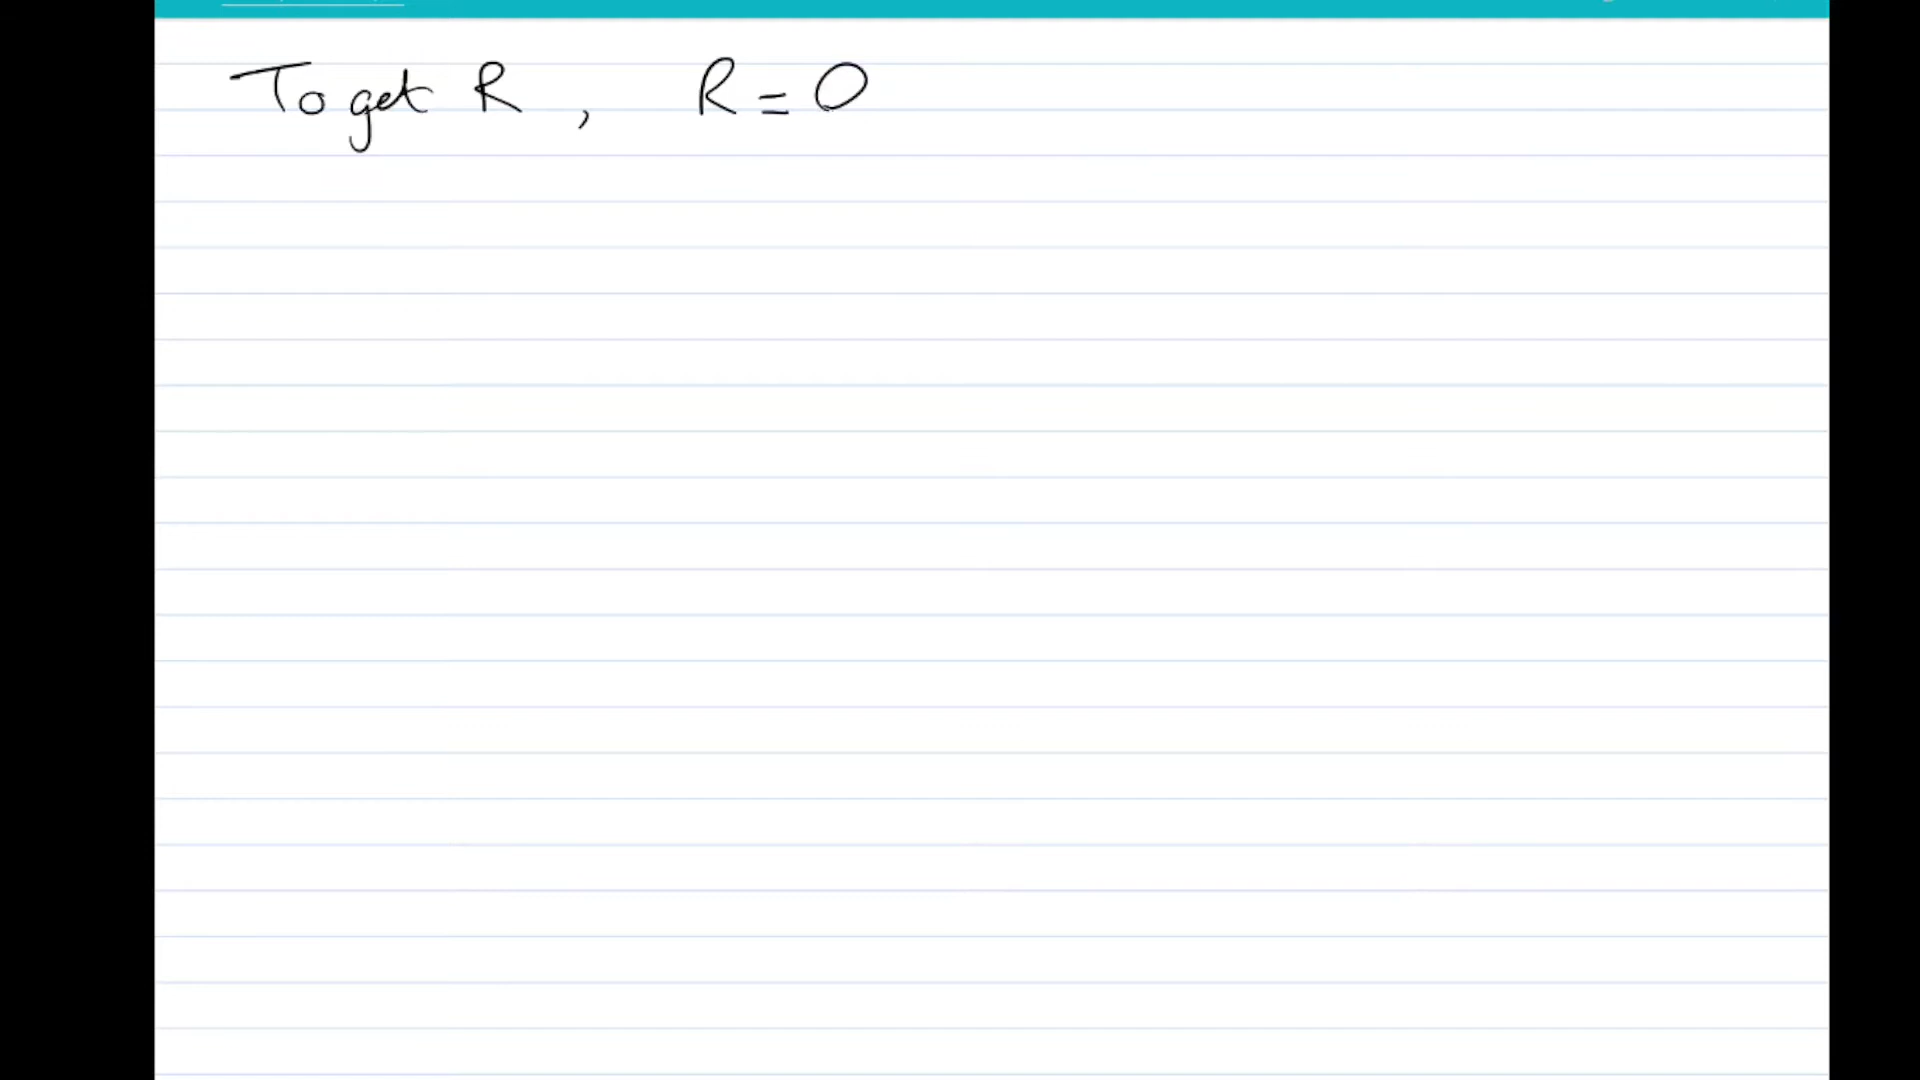 To get R , R = 0